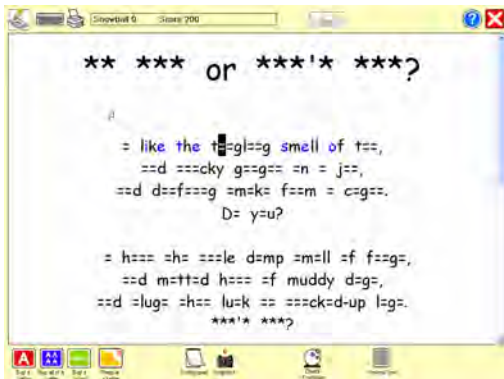 Snowball 0 Score 200
** *** or ***'* ***?
= like the t==gl==g smell of t==,
==d ===cky g==g== =n = j==,
==d d==f===g =m=k= f==m = c=g==.
D= y=u?
= h=== =h= ===le d=mp =m=ll =f f==g=,
==d m=tt=d h=== =f muddy d=g=,
==d =lug= =h== lu=k == ===ck=d-up l=g=.
***'* ***?
A